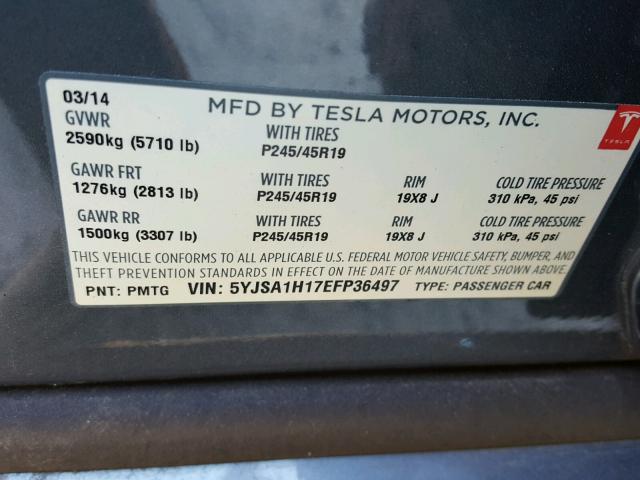 03/14
MFD BY TESLA MOTORS, INC.
TESLA
GVWR
2590kg (5710 lb)
WITH TIRES
P245/45R19
GAWR FRT
1276kg (2813 lb)
WITH TIRES
P245/45R19
RIM
19X8 J
COLD TIRE PRESSURE
310 kPa, 45 psi
GAWR RR
1500kg (3307 lb)
WITH TIRES
P245/45R19
RIM
19X8 J
COLD TIRE PRESSURE
310 kPa, 45 psi
THIS VEHICLE CONFORMS TO ALL APPLICABLE U.S. FEDERAL MOTOR VEHICLE SAFETY, BUMPER, AND
THEFT PREVENTION STANDARDS IN EFFECT ON THE DATE OF MANUFACTURE SHOWN ABOVE.
PNT: PMTG VIN: 5YJSA1H17EFP36497 TYPE: PASSENGER CAR